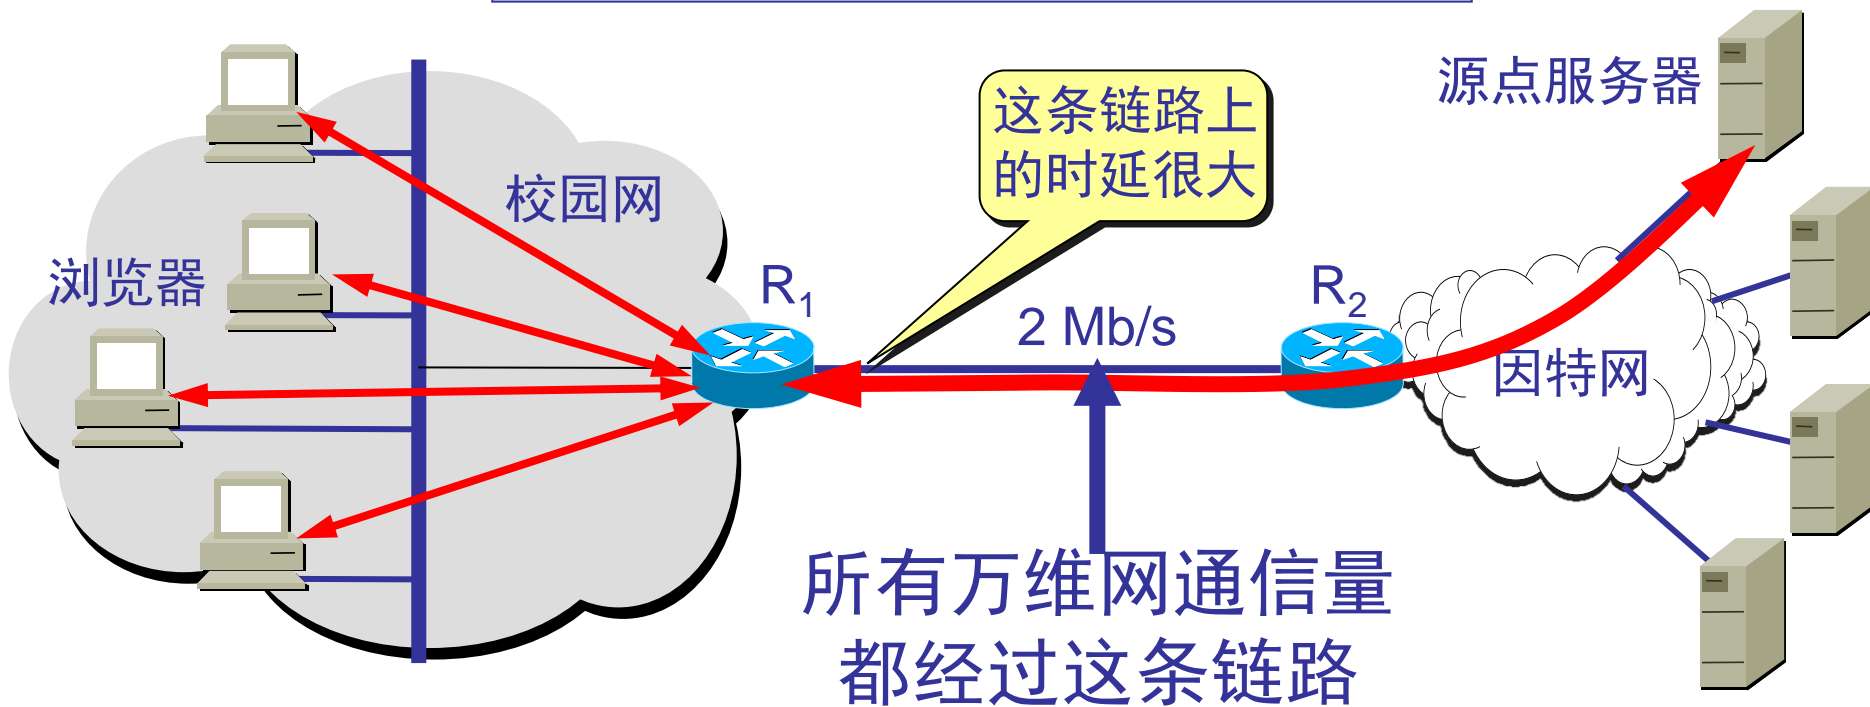 源点服务器
这条链路上
的时延很大
校园网
浏览器
R1
2 Mb/s
R2
因特网
所有万维网通信量
都经过这条链路